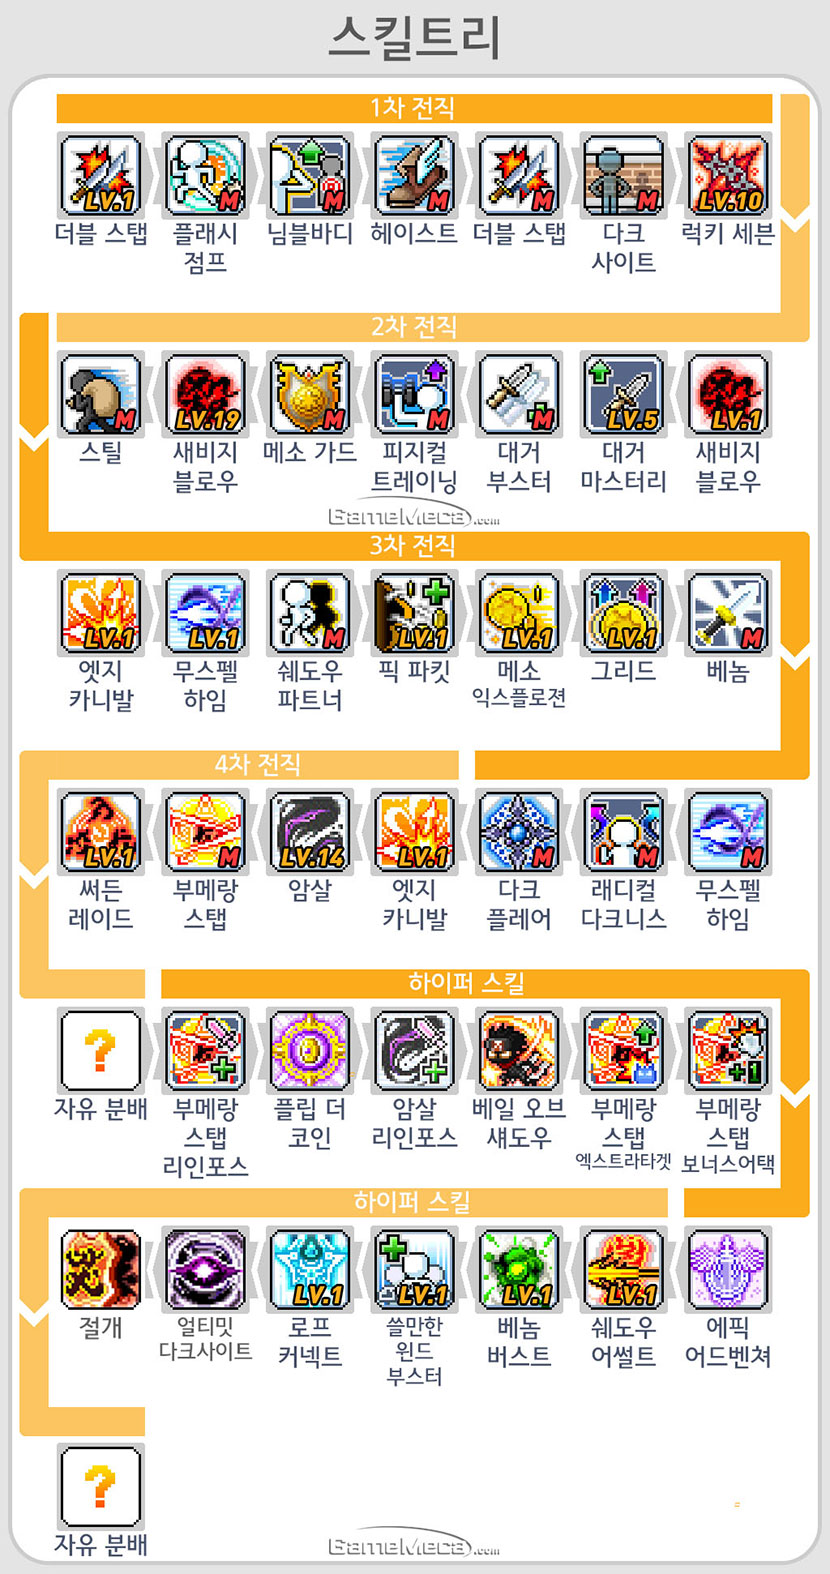 스킬트리
1차 전직
LV.1 M M M M M LV.10
더블 스탭 플래시 님블바디 헤이스트 더블 스탭 다크 럭키 세븐
점프 사이트
2차 전직
M LV.19 M M M LV.5 LV.1
스틸 새비지 메소 가드 피지컬 대거 대거 새비지
블로우 트레이닝 부스터 마스터리 블로우
GameMeca.com
3차 전직
LV.1 LV.1 M LV.1 LV.1 LV.1 M
엣지 무스펠 쉐도우 픽 파킷 메소 그리드 베놈
카니발 하임 파트너 익스플로젼
4차 전직
LV.1 M LV.14 LV.1 M M M
써든 부메랑 암살 엣지 다크 래디컬 무스펠
레이드 스탭 카니발 플레어 다크니스 하임
하이퍼 스킬
? +1
자유 분배 부메랑 플립 더 암살 베일 오브 부메랑 부메랑
스탭 코인 리인포스 섀도우 스탭 스탭
리인포스 엑스트라타겟 보너스어택
하이퍼 스킬
LV.1 LV.1 LV.1 LV.1
절개 얼티밋 로프 쓸만한 베놈 쉐도우 에픽
다크사이트 커넥트 윈드 버스트 어썰트 어드벤쳐
부스터
?
자유 분배
GameMeca.com